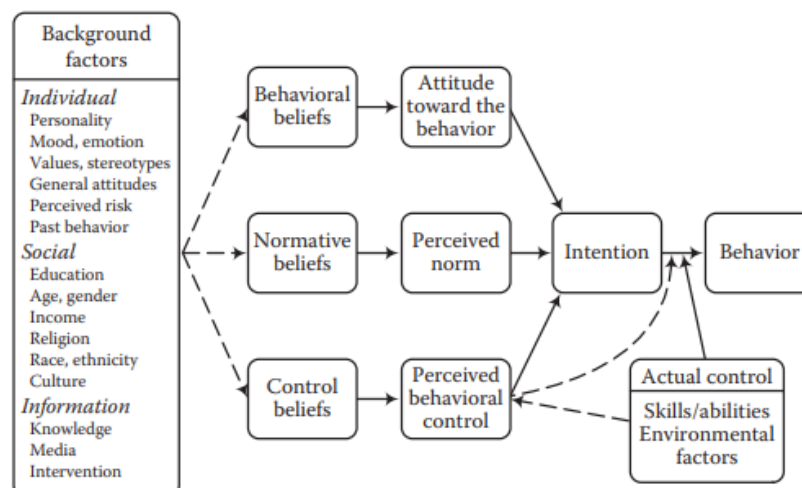 Background
factors
Individual
Personality
Mood, emotion
Values, stereotypes
General attitudes
Perceived risk
Past behavior
Social
Education
Age, gender
Income
Religion
Race, ethnicity
Culture
Information
Knowledge
Media
Intervention
Behavioral
beliefs
Attitude
toward the
behavior
Normative
beliefs
Perceived
norm
Intention
Behavior
Control
beliefs
Perceived
behavioral
control
Actual control
Skills/abilities
Environmental
factors